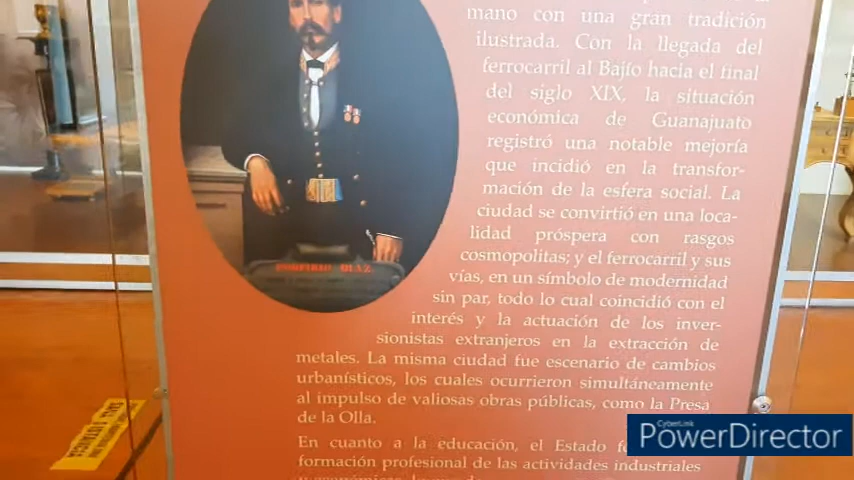 mano con una gran tradición
ilustrada. Con la llegada del
ferrocarril al Bajío hacia el final
del siglo XIX, la situación
económica de Guanajuato
registró una notable mejoría
que incidió en la transfor-
mación de la esfera social. La
ciudad se convirtió en una loca-
lidad próspera con rasgos
cosmopolitas; y el ferrocarril y sus
vías, en un símbolo de modernidad
sin par, todo lo cual coincidió con el
interés y la actuación de los inver-
sionistas extranjeros en la extracción de
metales. La misma ciudad fue escenario de cambios
urbanísticos, los cuales ocurrieron simultáneamente
al impulso de valiosas obras públicas, como la Presa
de la Olla.
En cuanto a la educación, el Estado
formación profesional de las actividades industriales
PORFIRIO DIAZ
CyberLink
PowerDirector